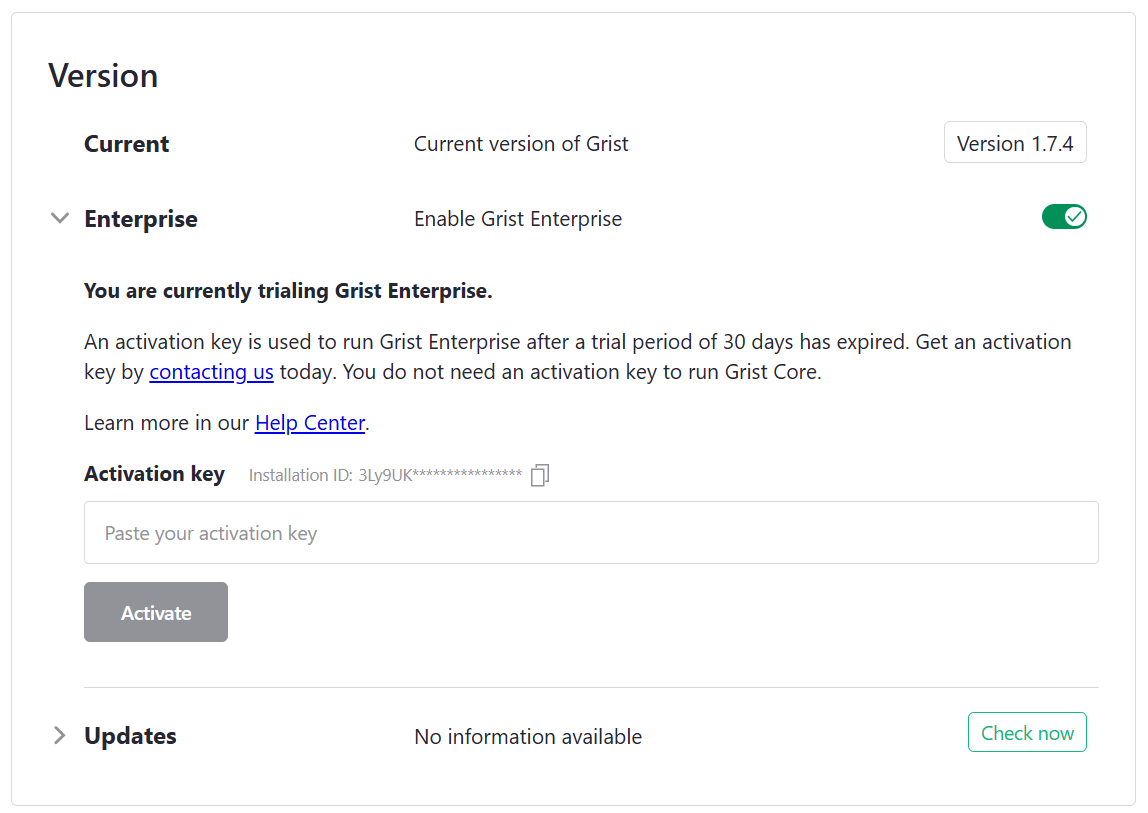 Version
Current
Current version of Grist
Version 1.7.4
Enterprise
Enable Grist Enterprise
You are currently trialing Grist Enterprise.
An activation key is used to run Grist Enterprise after a trial period of 30 days has expired. Get an activation
key by contacting us today. You do not need an activation key to run Grist Core.
Learn more in our Help Center.
Activation key
Installation ID: 3Ly9UK****************
Paste your activation key
Activate
Updates
No information available
Check now